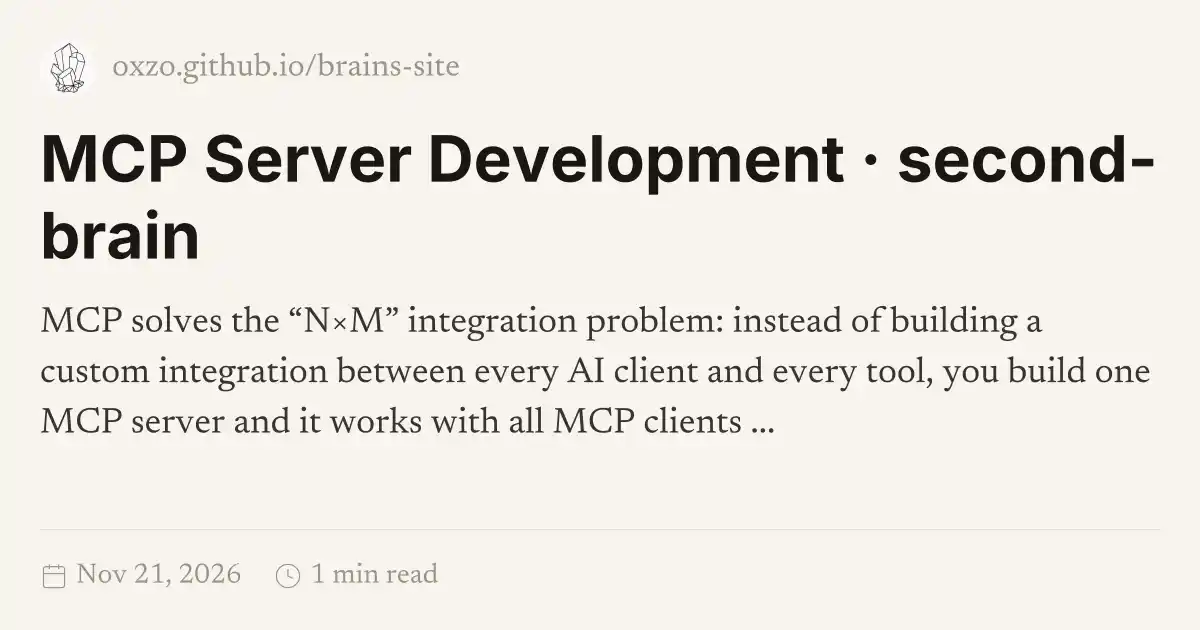 oxzo.github.io/brains-site
MCP Server Development · second-
brain
MCP solves the “N×M” integration problem: instead of building a
custom integration between every AI client and every tool, you build one
MCP server and it works with all MCP clients ...
Nov 21, 2026 1 min read